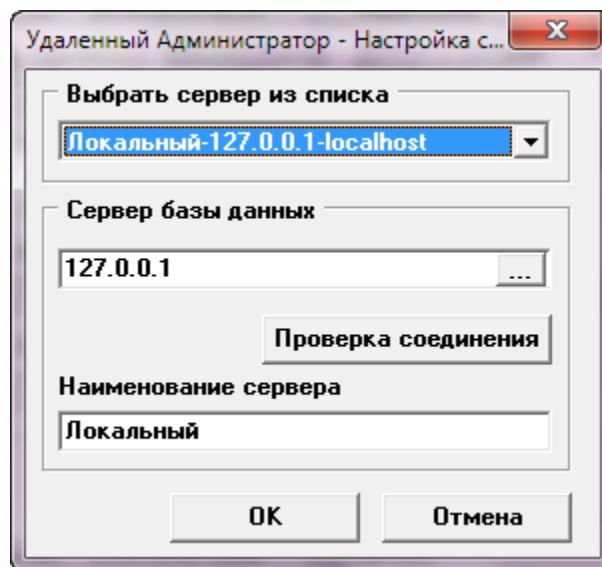 Удаленный Администратор - Настройка с...
Выбрать сервер из списка
Локальный-127.0.0.1-localhost
Сервер базы данных
127.0.0.1
...
Проверка соединения
Наименование сервера
Локальный
OK
Отмена